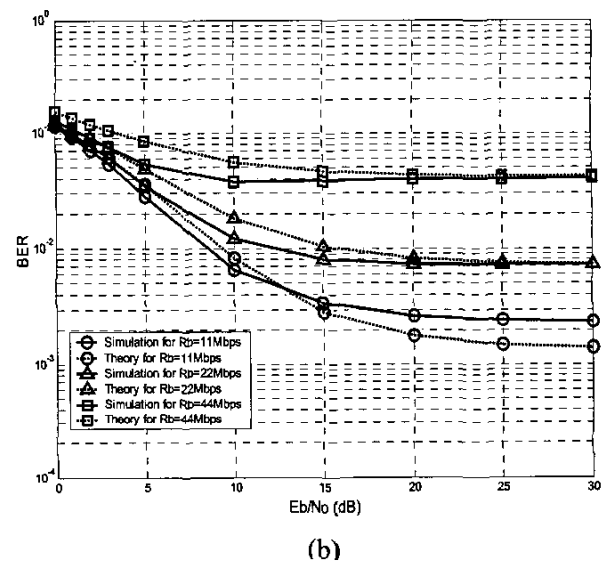 10^0
10^-1
10^-2
10^-3
10^-4
BER
Simulation for Rb=11Mbps
Theory for Rb=11Mbps
Simulation for Rb=22Mbps
Theory for Rb=22Mbps
Simulation for Rb=44Mbps
Theory for Rb=44Mbps
0 5 10 15 20 25 30
Eb/No (dB)
(b)